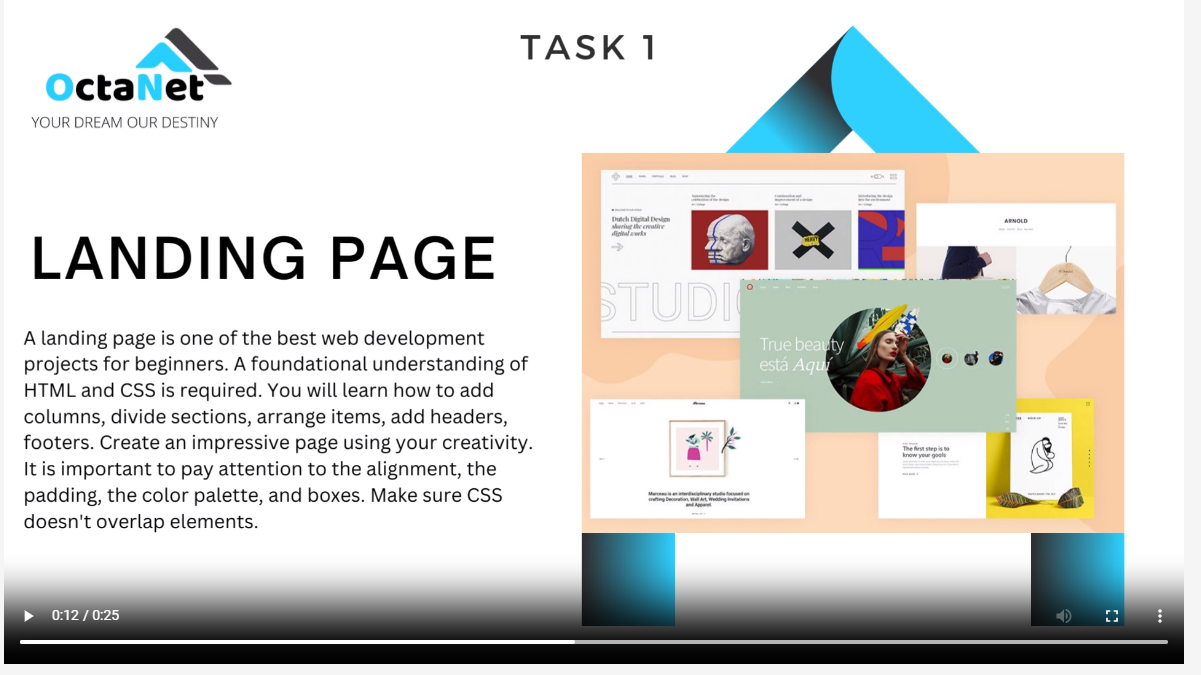 OctaNet
YOUR DREAM OUR DESTINY
TASK 1
LANDING PAGE
A landing page is one of the best web development
projects for beginners. A foundational understanding of
HTML and CSS is required. You will learn how to add
columns, divide sections, arrange items, add headers,
footers. Create an impressive page using your creativity.
It is important to pay attention to the alignment, the
padding, the color palette, and boxes. Make sure CSS
doesn't overlap elements.
Dutch Digital Design
sharing the creative
digital works
STUDIO
ARNOLD
True beauty
está Aquí
Marceau is an interdisciplinary studio focused on
crafting Decoration, Wall Art, Wedding Invitations
and Apparel
The first step is to
know your goals
0:12 / 0:25